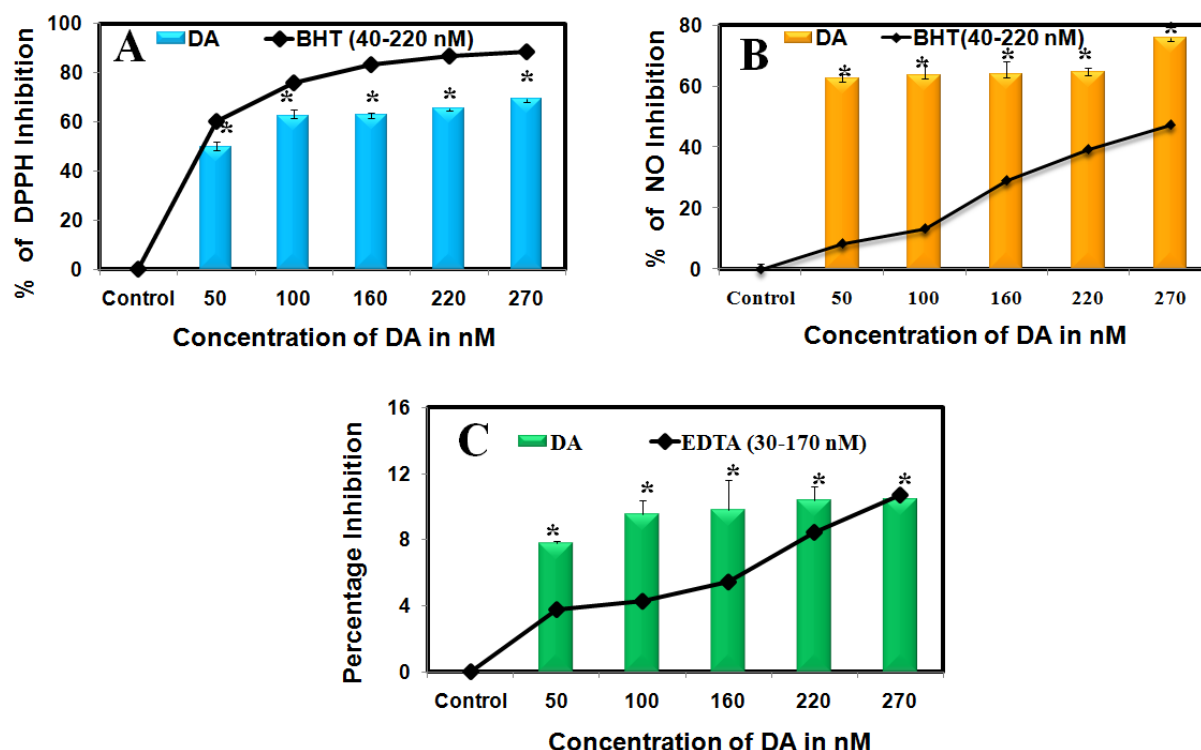 A
DA
BHT (40-220 nM)
% of DPPH Inhibition
100
80
60
40
20
0
* * * * *
Control 50 100 160 220 270
Concentration of DA in nM
B
DA
BHT(40-220 nM)
% of NO Inhibition
80
60
40
20
0
* * * * *
Control 50 100 160 220 270
Concentration of DA in nM
C
DA
EDTA (30-170 nM)
Percentage Inhibition
16
12
8
4
0
* * * * *
Control 50 100 160 220 270
Concentration of DA in nM